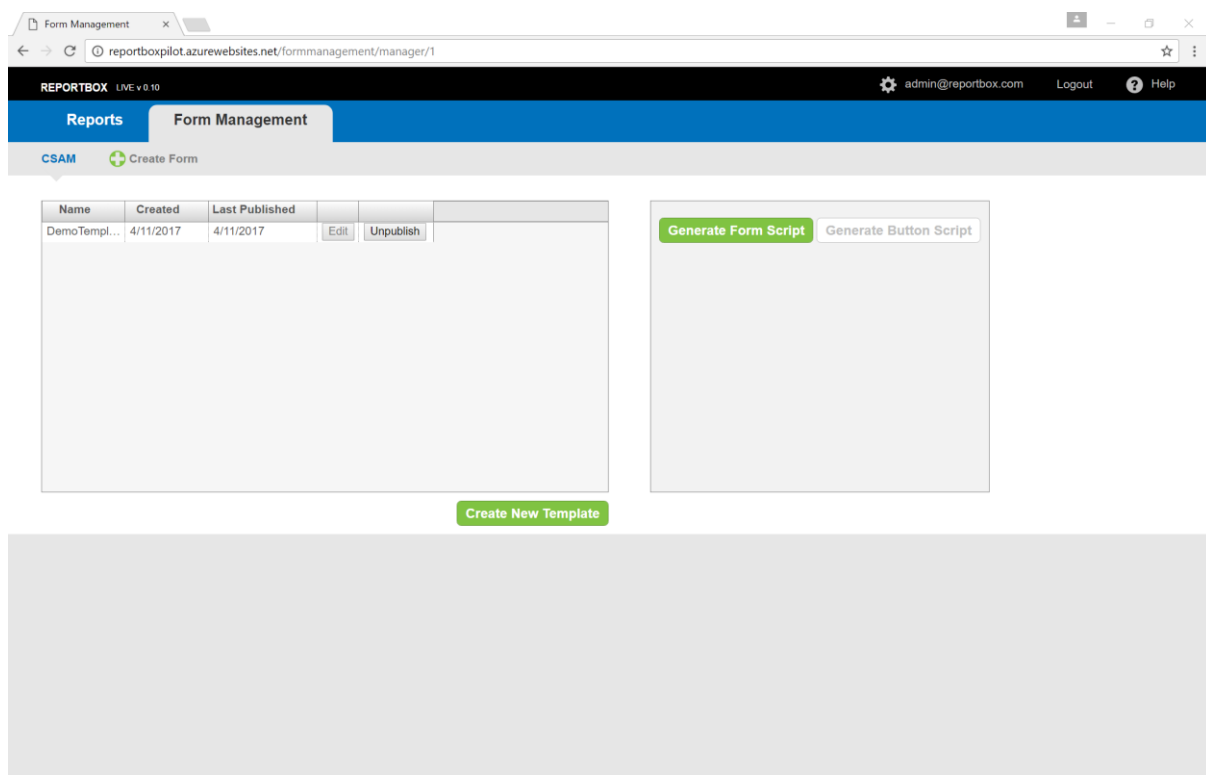 Form Management
reportboxpilot.azurewebsites.net/formmanagement/manager/1
REPORTBOX LIVE v 0.10 admin@reportbox.com Logout Help
Reports Form Management
CSAM Create Form
Name Created Last Published
DemoTempl... 4/11/2017 4/11/2017 Edit Unpublish
Generate Form Script Generate Button Script
Create New Template